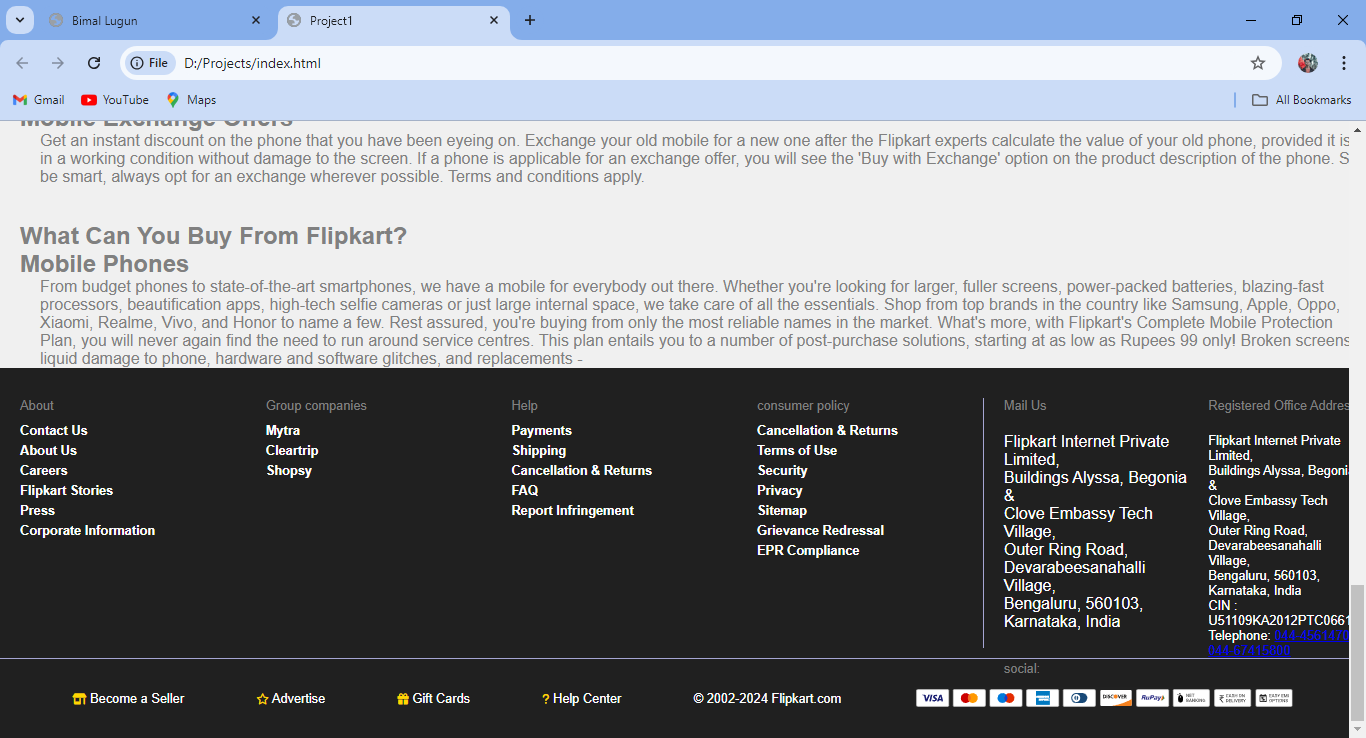 Bimal Lugun
Project1
File
D:/Projects/index.html
Gmail
YouTube
Maps
All Bookmarks
Mobile Exchange Offers
Get an instant discount on the phone that you have been eyeing on. Exchange your old mobile for a new one after the Flipkart experts calculate the value of your old phone, provided it is
in a working condition without damage to the screen. If a phone is applicable for an exchange offer, you will see the 'Buy with Exchange' option on the product description of the phone. S
be smart, always opt for an exchange wherever possible. Terms and conditions apply.
What Can You Buy From Flipkart?
Mobile Phones
From budget phones to state-of-the-art smartphones, we have a mobile for everybody out there. Whether you're looking for larger, fuller screens, power-packed batteries, blazing-fast
processors, beautification apps, high-tech selfie cameras or just large internal space, we take care of all the essentials. Shop from top brands in the country like Samsung, Apple, Oppo,
Xiaomi, Realme, Vivo, and Honor to name a few. Rest assured, you're buying from only the most reliable names in the market. What's more, with Flipkart's Complete Mobile Protection
Plan, you will never again find the need to run around service centres. This plan entails you to a number of post-purchase solutions, starting at as low as Rupees 99 only! Broken screens
liquid damage to phone, hardware and software glitches, and replacements -
About
Contact Us
About Us
Careers
Flipkart Stories
Press
Corporate Information
Group companies
Mytra
Cleartrip
Shopsy
Help
Payments
Shipping
Cancellation & Returns
FAQ
Report Infringement
consumer policy
Cancellation & Returns
Terms of Use
Security
Privacy
Sitemap
Grievance Redressal
EPR Compliance
Mail Us
Flipkart Internet Private
Limited,
Buildings Alyssa, Begonia
&
Clove Embassy Tech
Village,
Outer Ring Road,
Devarabeesanahalli
Village,
Bengaluru, 560103,
Karnataka, India
social:
Registered Office Addres
Flipkart Internet Private
Limited,
Buildings Alyssa, Begoni
&
Clove Embassy Tech
Village,
Outer Ring Road,
Devarabeesanahalli
Village,
Bengaluru, 560103,
Karnataka, India
CIN :
U51109KA2012PTC0661
Telephone:
Become a Seller
Advertise
Gift Cards
? Help Center
© 2002-2024 Flipkart.com
VISA
DISCOVER
RuPay
NET BANKING
CASH ON DELIVERY
EASY EMI OPTIONS